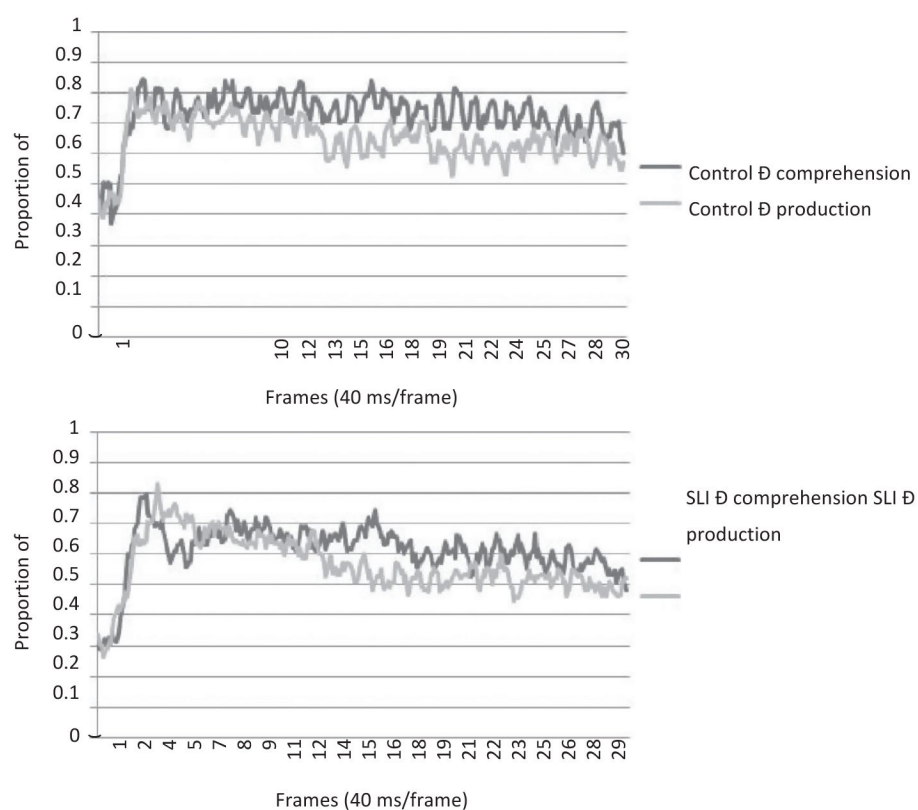 1
0.9
0.8
0.7
0.6
0.5
0.4
0.3
0.2
0.1
0
Proportion of
1 10 12 13 15 16 18 19 21 22 24 25 27 28 30
Frames (40 ms/frame)
Control Đ comprehension
Control Đ production
1
0.9
0.8
0.7
0.6
0.5
0.4
0.3
0.2
0.1
0
Proportion of
1 2 4 5 7 8 9 11 12 14 15 16 18 19 21 22 23 25 26 28 29
Frames (40 ms/frame)
SLI Đ comprehension SLI Đ
production